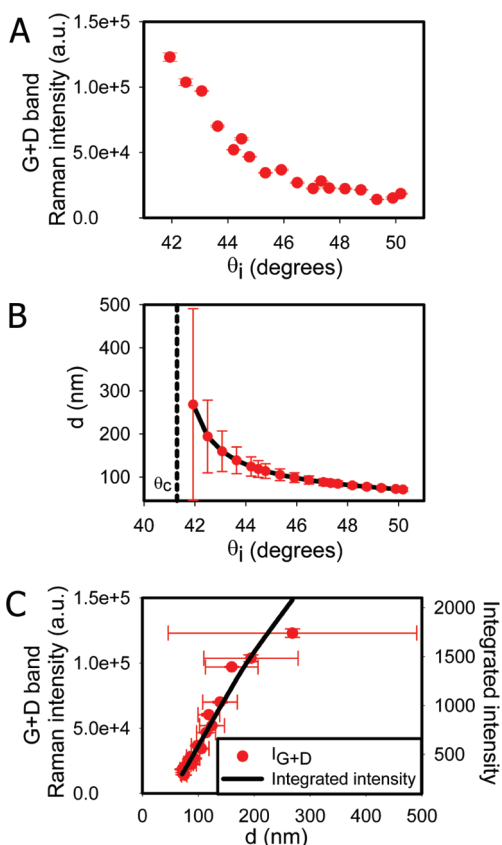 A
G+D band
Raman intensity (a.u.)
1.5e+5
1.0e+5
5.0e+4
0.0
42 44 46 48 50
θi (degrees)
B
d (nm)
500
400
300
200
100
θC
40 42 44 46 48 50
θi (degrees)
C
G+D band
Raman intensity (a.u.)
1.5e+5
1.0e+5
5.0e+4
0.0
2000
1500
1000
500
Integrated intensity
IG+D
Integrated intensity
0 100 200 300 400 500
d (nm)